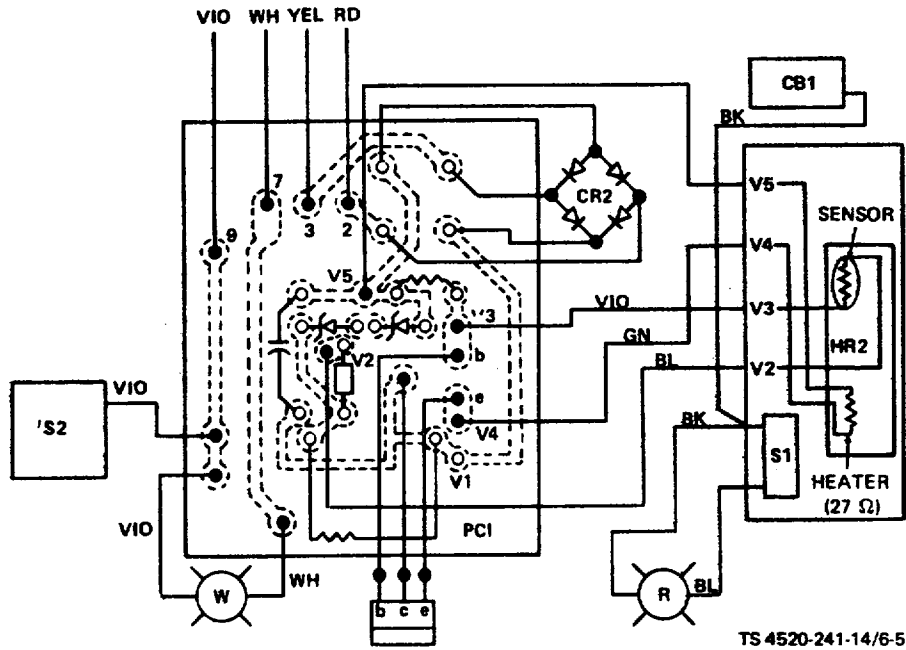 VIO WH YEL RD
CB1
BK
7
V5
SENSOR
CR2
3 2
9
V4
V5
VIO
V3
3
GN
HR2
V2
b
BL
V2
VIO
S2
e
BK
V4
S1
V1
HEATER
(27 Ω)
VIO
PCI
WH
BL
W
b c e
R
TS 4520-241-14/6-5